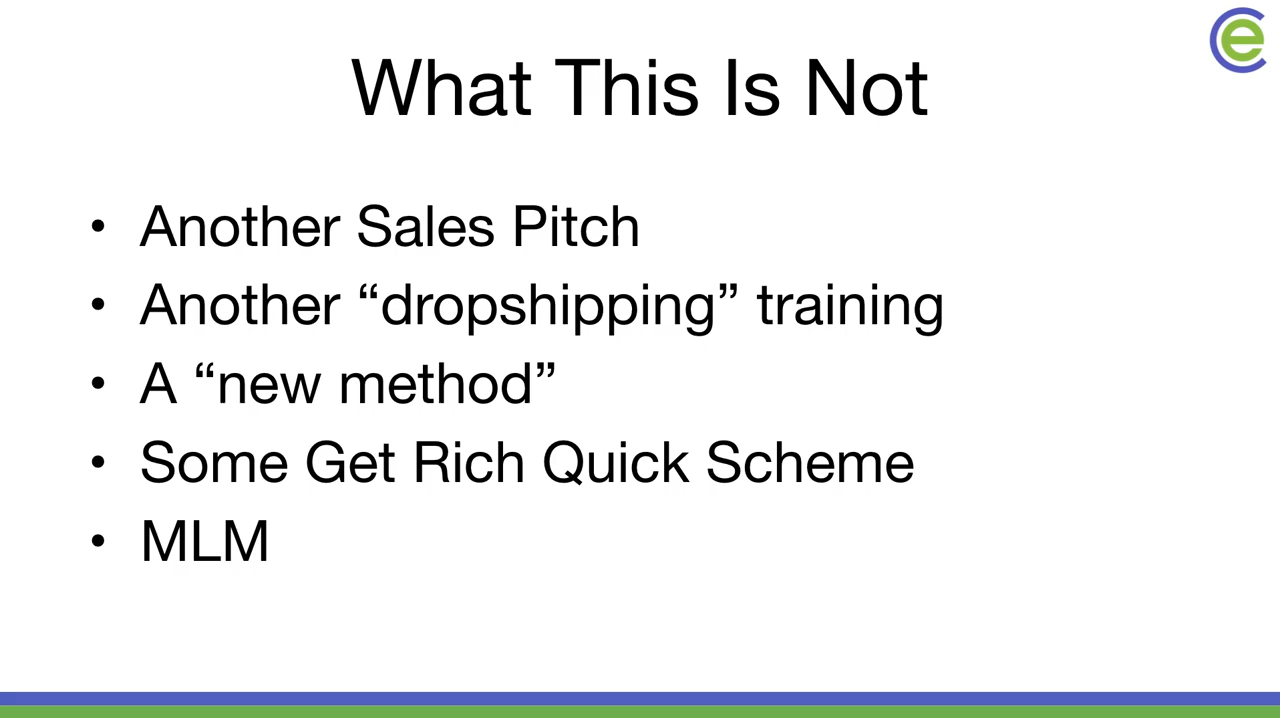 What This Is Not
• Another Sales Pitch
• Another “dropshipping” training
• A “new method”
• Some Get Rich Quick Scheme
• MLM